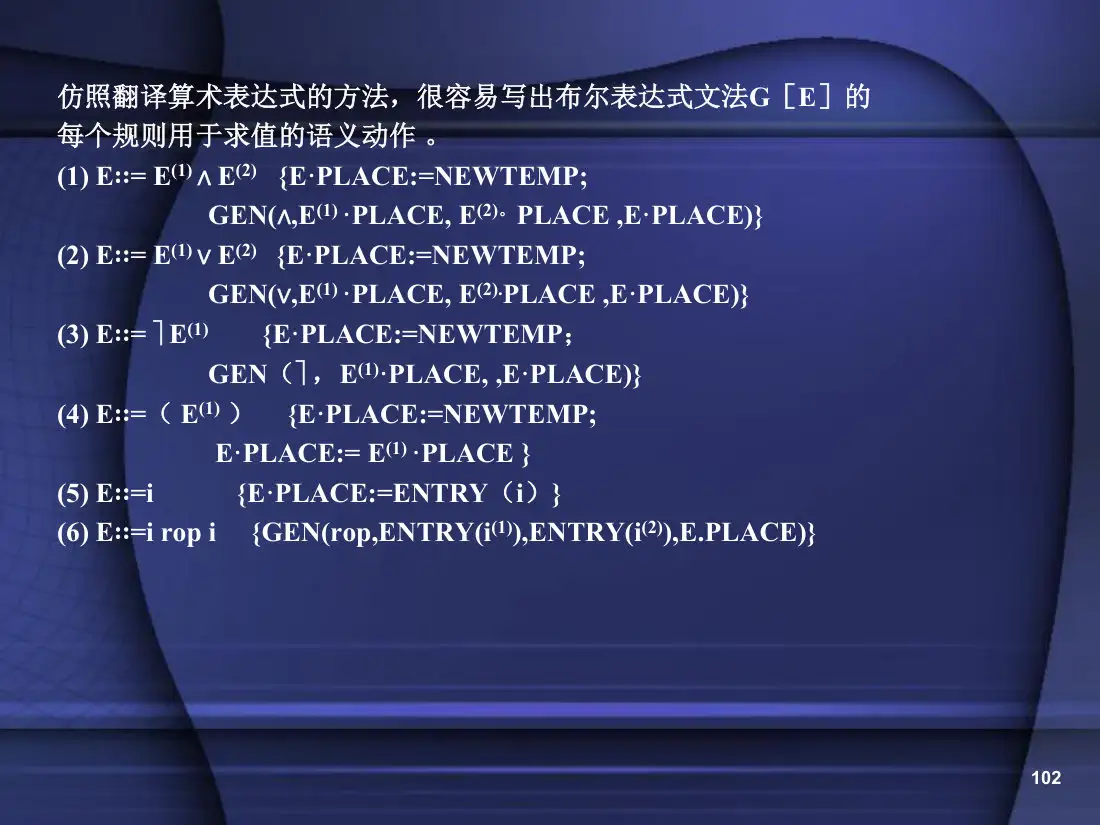 仿照翻译算术表达式的方法，很容易写出布尔表达式文法G［E］的
每个规则用于求值的语义动作 。
(1) E∷= E⁽¹⁾ ∧ E⁽²⁾ {E·PLACE:=NEWTEMP;
GEN(∧,E⁽¹⁾ ·PLACE, E⁽²⁾。 PLACE ,E·PLACE)}
(2) E∷= E⁽¹⁾ ∨ E⁽²⁾ {E·PLACE:=NEWTEMP;
GEN(∨,E⁽¹⁾ ·PLACE, E⁽²⁾·PLACE ,E·PLACE)}
(3) E∷= ⌉E⁽¹⁾ {E·PLACE:=NEWTEMP；
GEN（⌉，E⁽¹⁾·PLACE, ,E·PLACE)}
(4) E∷=（ E⁽¹⁾ ） {E·PLACE:=NEWTEMP;
E·PLACE:= E⁽¹⁾ ·PLACE }
(5) E∷=i {E·PLACE:=ENTRY（i）}
(6) E∷=i rop i {GEN(rop,ENTRY(i⁽¹⁾),ENTRY(i⁽²⁾),E.PLACE)}
102